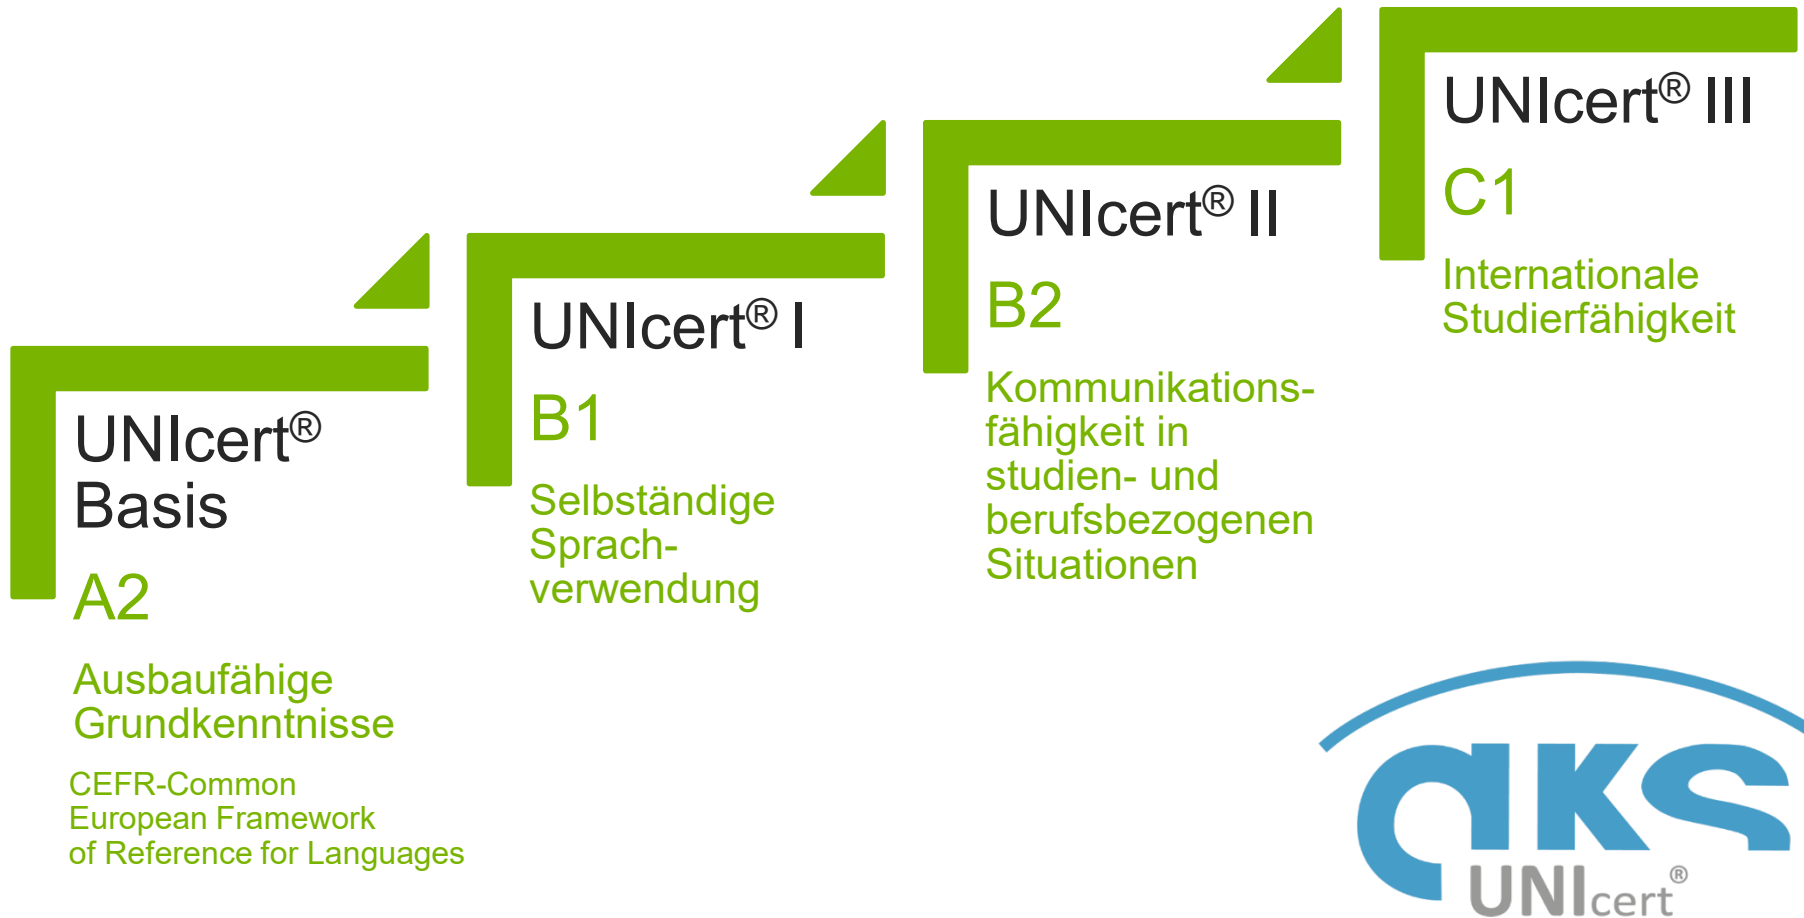 UNIcert®
Basis
A2
Ausbaufähige
Grundkenntnisse
CEFR-Common
European Framework
of Reference for Languages
UNIcert® I
B1
Selbständige
Sprach-
verwendung
UNIcert® II
B2
Kommunikations-
fähigkeit in
studien- und
berufsbezogenen
Situationen
UNIcert® III
C1
Internationale
Studierfähigkeit
aks
UNIcert®